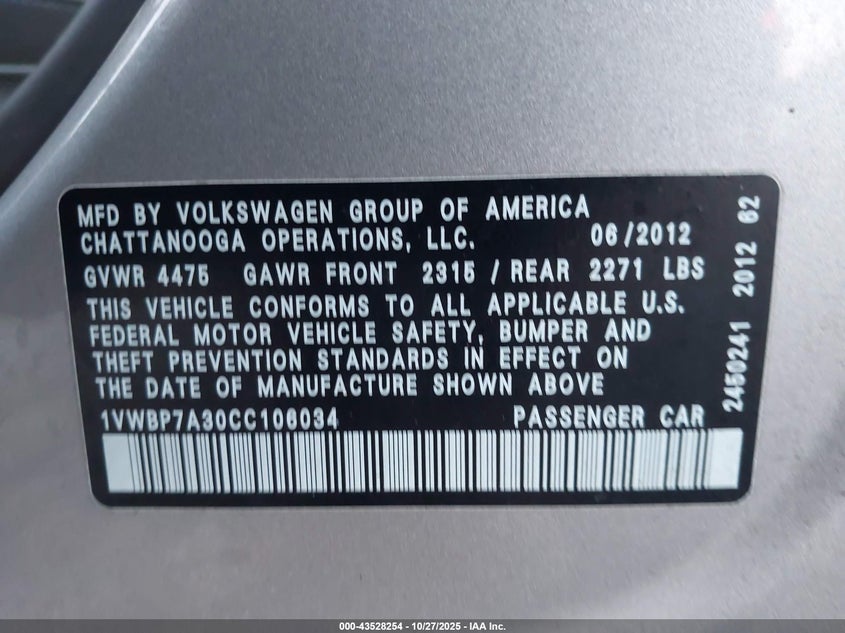 MFD BY VOLKSWAGEN GROUP OF AMERICA
CHATTANOOGA OPERATIONS, LLC. 06/2012
GVWR 4475 GAWR FRONT 2315 / REAR 2271 LBS
THIS VEHICLE CONFORMS TO ALL APPLICABLE U.S.
FEDERAL MOTOR VEHICLE SAFETY, BUMPER AND
THEFT PREVENTION STANDARDS IN EFFECT ON
THE DATE OF MANUFACTURE SHOWN ABOVE
1VWBP7A30CC106034 PASSENGER CAR
2450241 2012 62
000-43528254 - 10/27/2025 - IAA Inc.